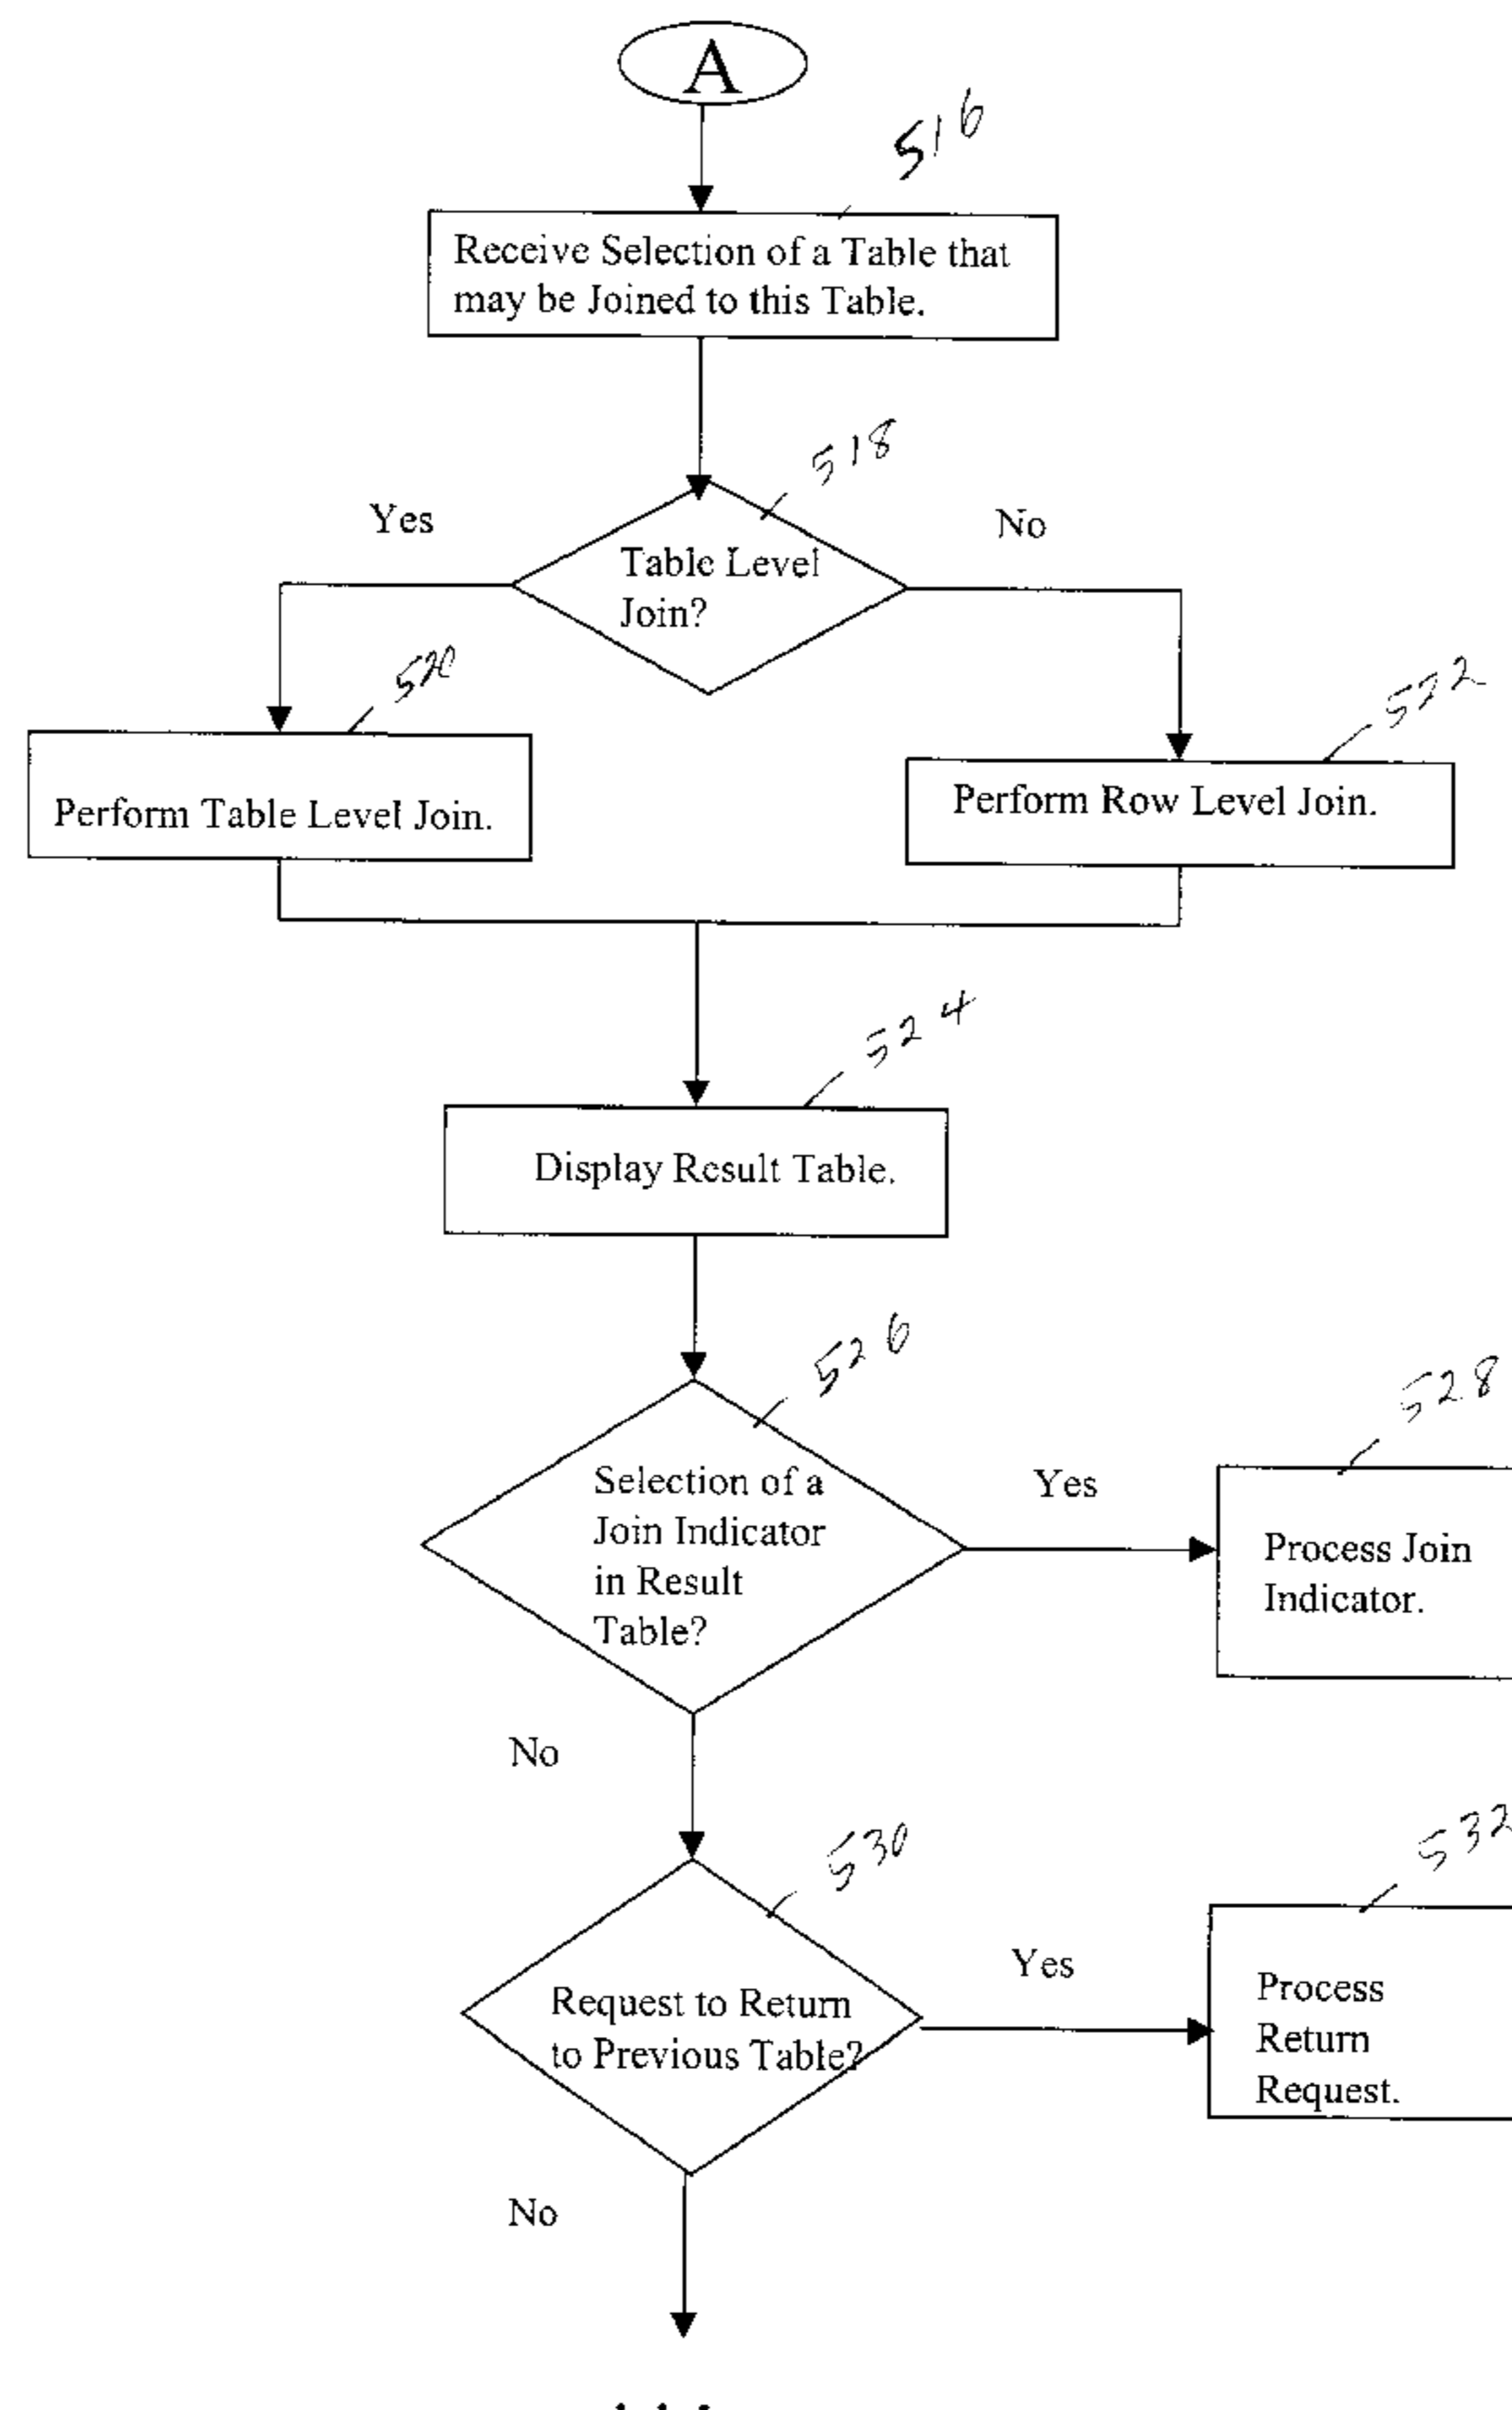 A
516
Receive Selection of a Table that
may be Joined to this Table.
518
Yes
No
Table Level
Join?
520
522
Perform Table Level Join.
Perform Row Level Join.
524
Display Result Table.
526
528
Selection of a
Join Indicator
in Result
Table?
Yes
Process Join
Indicator.
No
530
532
Request to Return
to Previous Table?
Yes
Process
Return
Request.
No